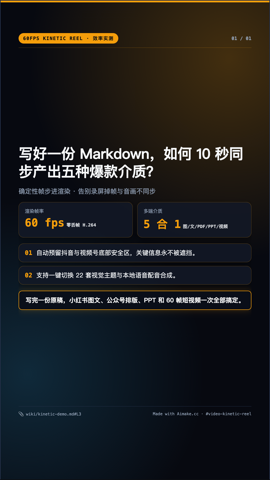 60FPS KINETIC REEL · 效率实测
01 / 01
写好一份 Markdown，如何 10 秒同
步产出五种爆款介质？
确定性帧步进渲染 · 告别录屏掉帧与音画不同步
渲染帧率
60 fps 零丢帧 H.264
多端介质
5 合 1 图/文/PDF/PPT/视频
01 自动预留抖音与视频号底部安全区，关键信息永不被遮挡。
02 支持一键切换 22 套视觉主题与本地语音配音合成。
写完一份原稿，小红书图文、公众号排版、PPT 和 60 帧短视频一次全部搞定。
wiki/kinetic-demo.md#L3
Made with Aimake.cc · #video-kinetic-reel